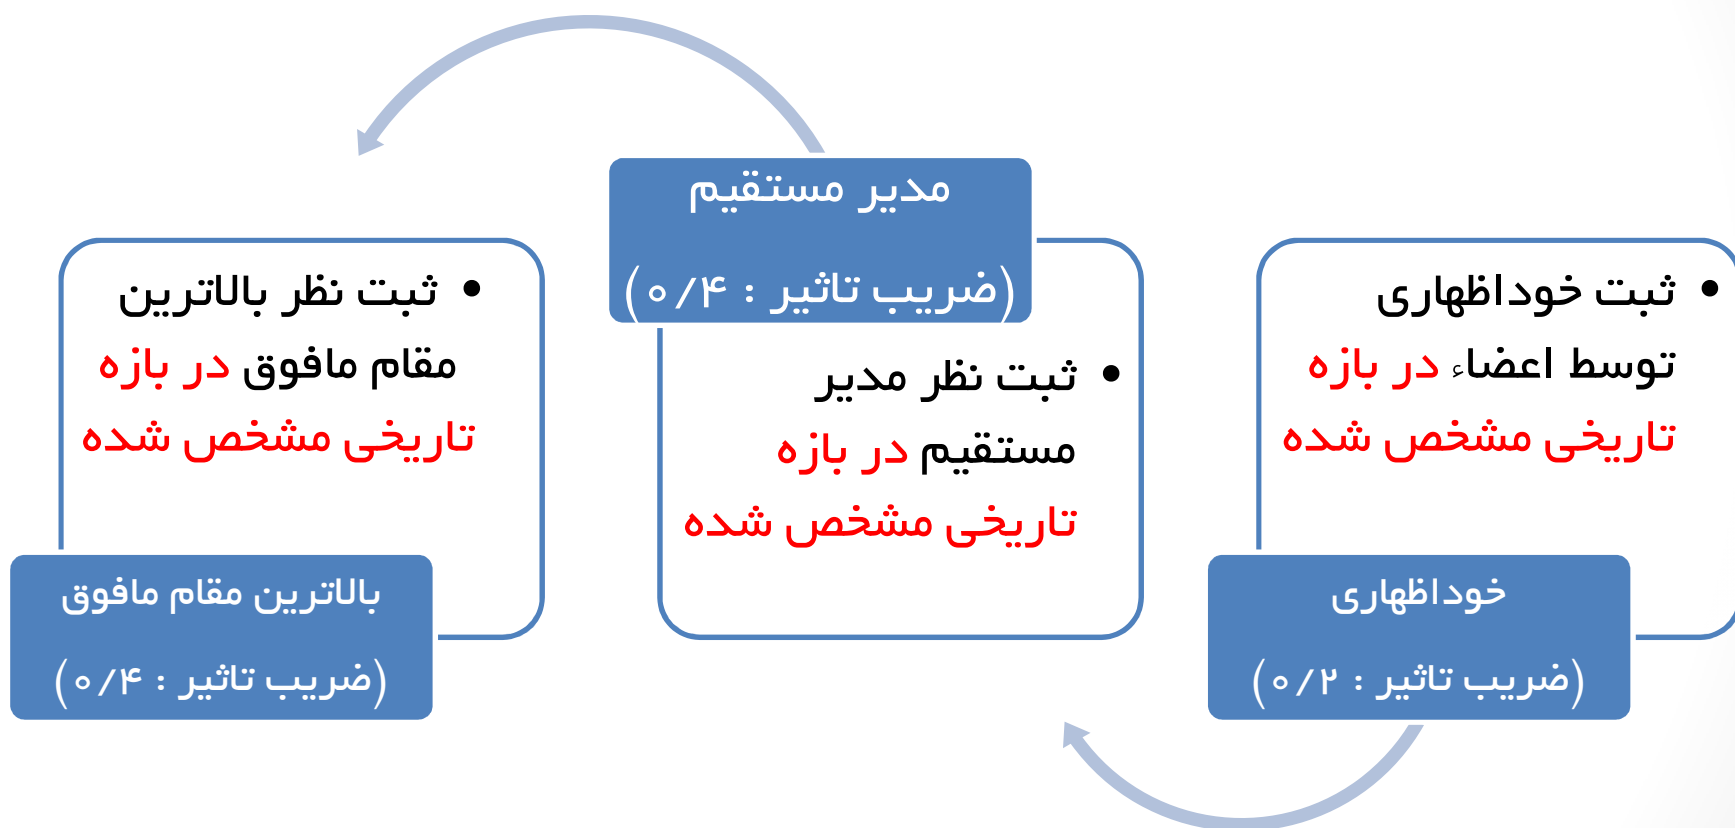 • ثبت خوداظهاری
توسط اعضاء در بازه
تاریخی مشخص شده
خوداظهاری
(ضریب تاثیر : ۰/۲)
مدیر مستقیم
(ضریب تاثیر : ۰/۴)
• ثبت نظر مدیر
مستقیم در بازه
تاریخی مشخص شده
• ثبت نظر بالاترین
مقام مافوق در بازه
تاریخی مشخص شده
بالاترین مقام مافوق
(ضریب تاثیر : ۰/۴)